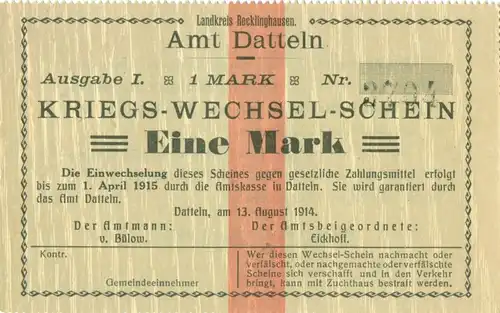 Landkreis Recklinghausen.
Amt Datteln
Ausgabe I. 1 MARK Nr. 2794
KRIEGS-WECHSEL-SCHEIN
Eine Mark
Die Einwechselung dieses Scheines gegen gesetzliche Zahlungsmittel erfolgt
bis zum 1. April 1915 durch die Amtskasse in Datteln. Sie wird garantiert durch
das Amt Datteln.
Datteln, am 13. August 1914.
Der Amtmann: Der Amtsbeigeordnete:
v. Bülow. Eickhoff.
Kontr.
Gemeindeeinnehmer
Wer diesen Wechsel-Schein nachmacht oder
verfälscht, oder nachgemachte oder verfälschte
Scheine sich verschafft und in den Verkehr
bringt, kann mit Zuchthaus bestraft werden.